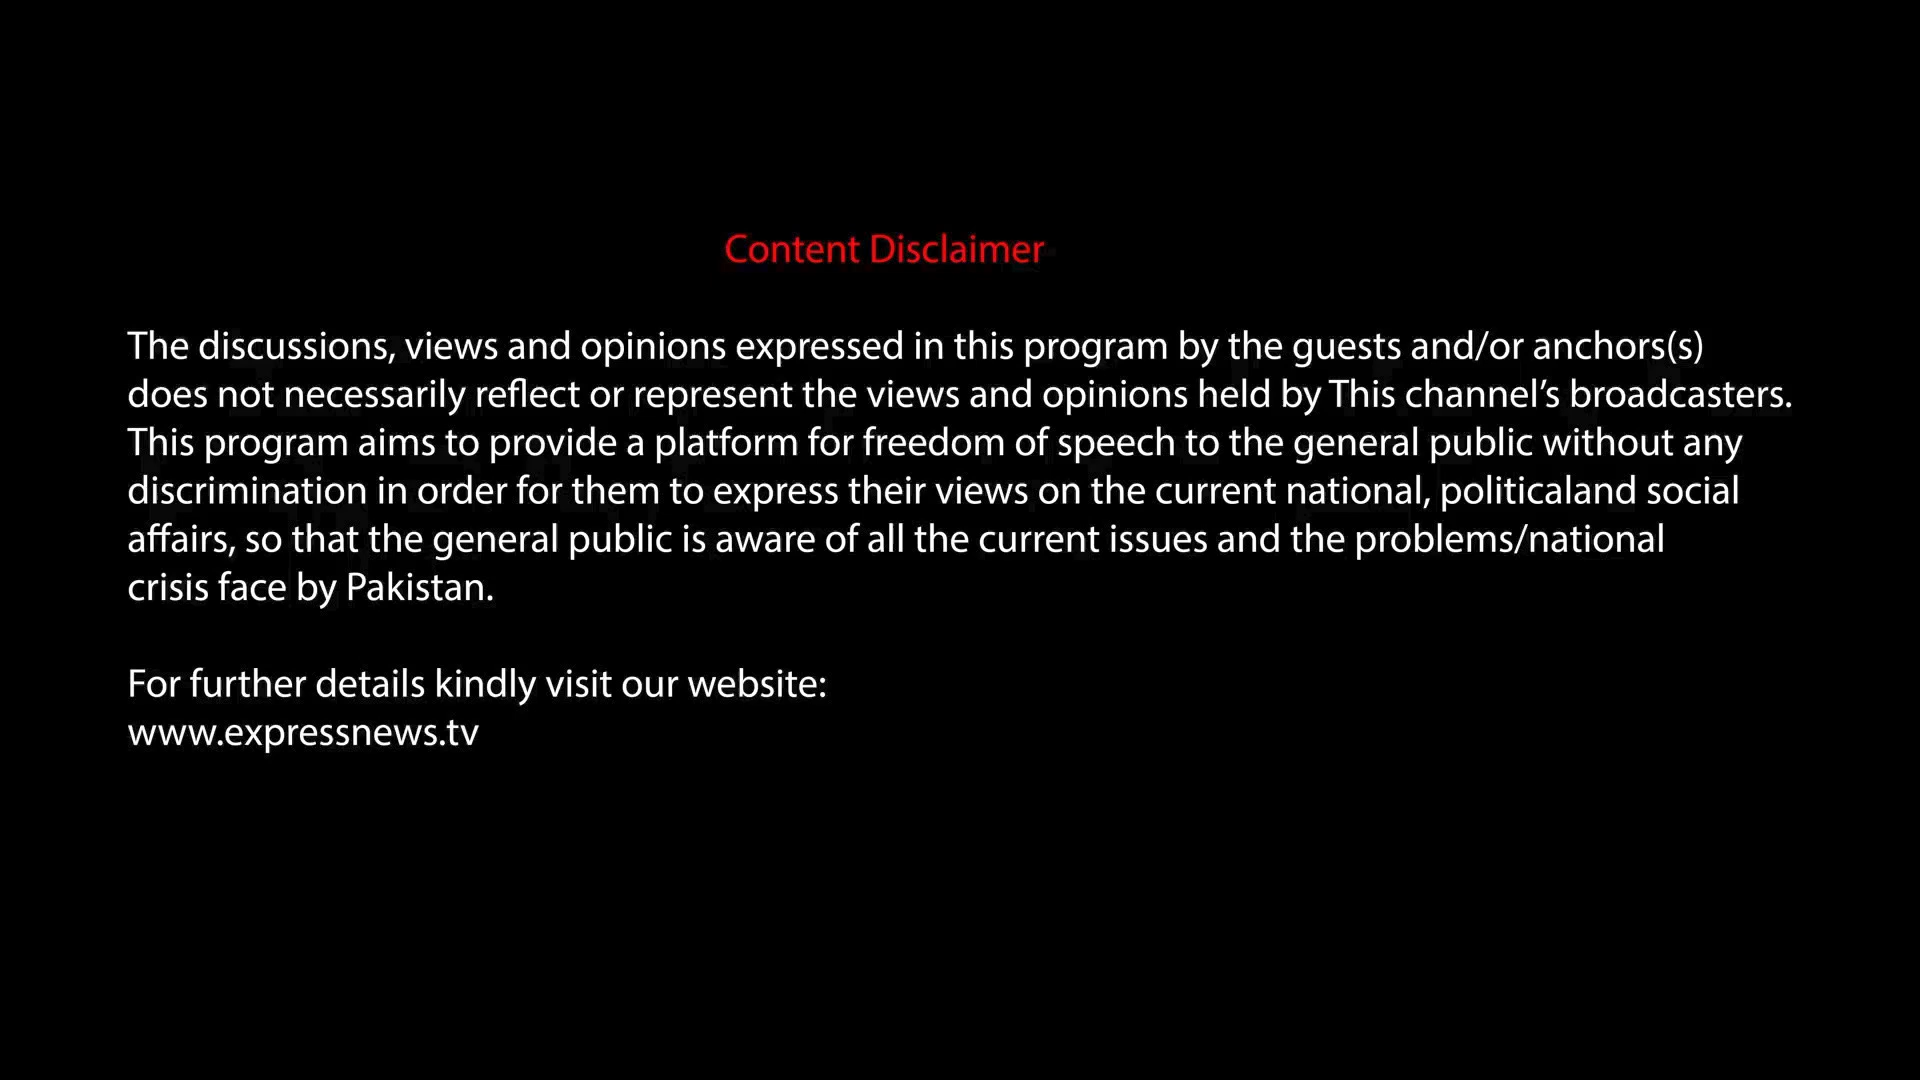 Content Disclaimer
The discussions, views and opinions expressed in this program by the guests and/or anchors(s)
does not necessarily reflect or represent the views and opinions held by This channel’s broadcasters.
This program aims to provide a platform for freedom of speech to the general public without any
discrimination in order for them to express their views on the current national, politicaland social
affairs, so that the general public is aware of all the current issues and the problems/national
crisis face by Pakistan.
For further details kindly visit our website:
www.expressnews.tv